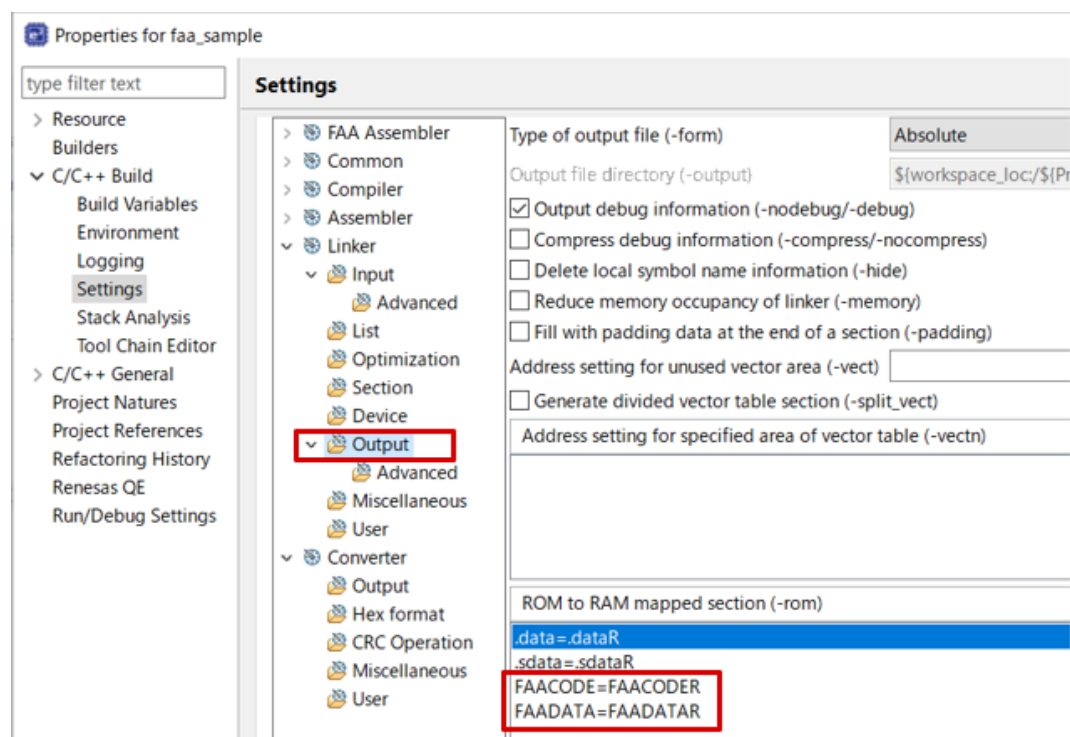 Properties for faa_sample
type filter text
Resource
Builders
C/C++ Build
Build Variables
Environment
Logging
Settings
Stack Analysis
Tool Chain Editor
C/C++ General
Project Natures
Project References
Refactoring History
Renesas QE
Run/Debug Settings
Settings
FAA Assembler
Common
Compiler
Assembler
Linker
Input
Advanced
List
Optimization
Section
Device
Output
Advanced
Miscellaneous
User
Converter
Output
Hex format
CRC Operation
Miscellaneous
User
Type of output file (-form)
Absolute
Output file directory (-output)
${workspace_loc:/${Pr
Output debug information (-nodebug/-debug)
Compress debug information (-compress/-nocompress)
Delete local symbol name information (-hide)
Reduce memory occupancy of linker (-memory)
Fill with padding data at the end of a section (-padding)
Address setting for unused vector area (-vect)
Generate divided vector table section (-split_vect)
Address setting for specified area of vector table (-vectn)
ROM to RAM mapped section (-rom)
.data=.dataR
.sdata=.sdataR
FAACODE=FAACODER
FAADATA=FAADATAR